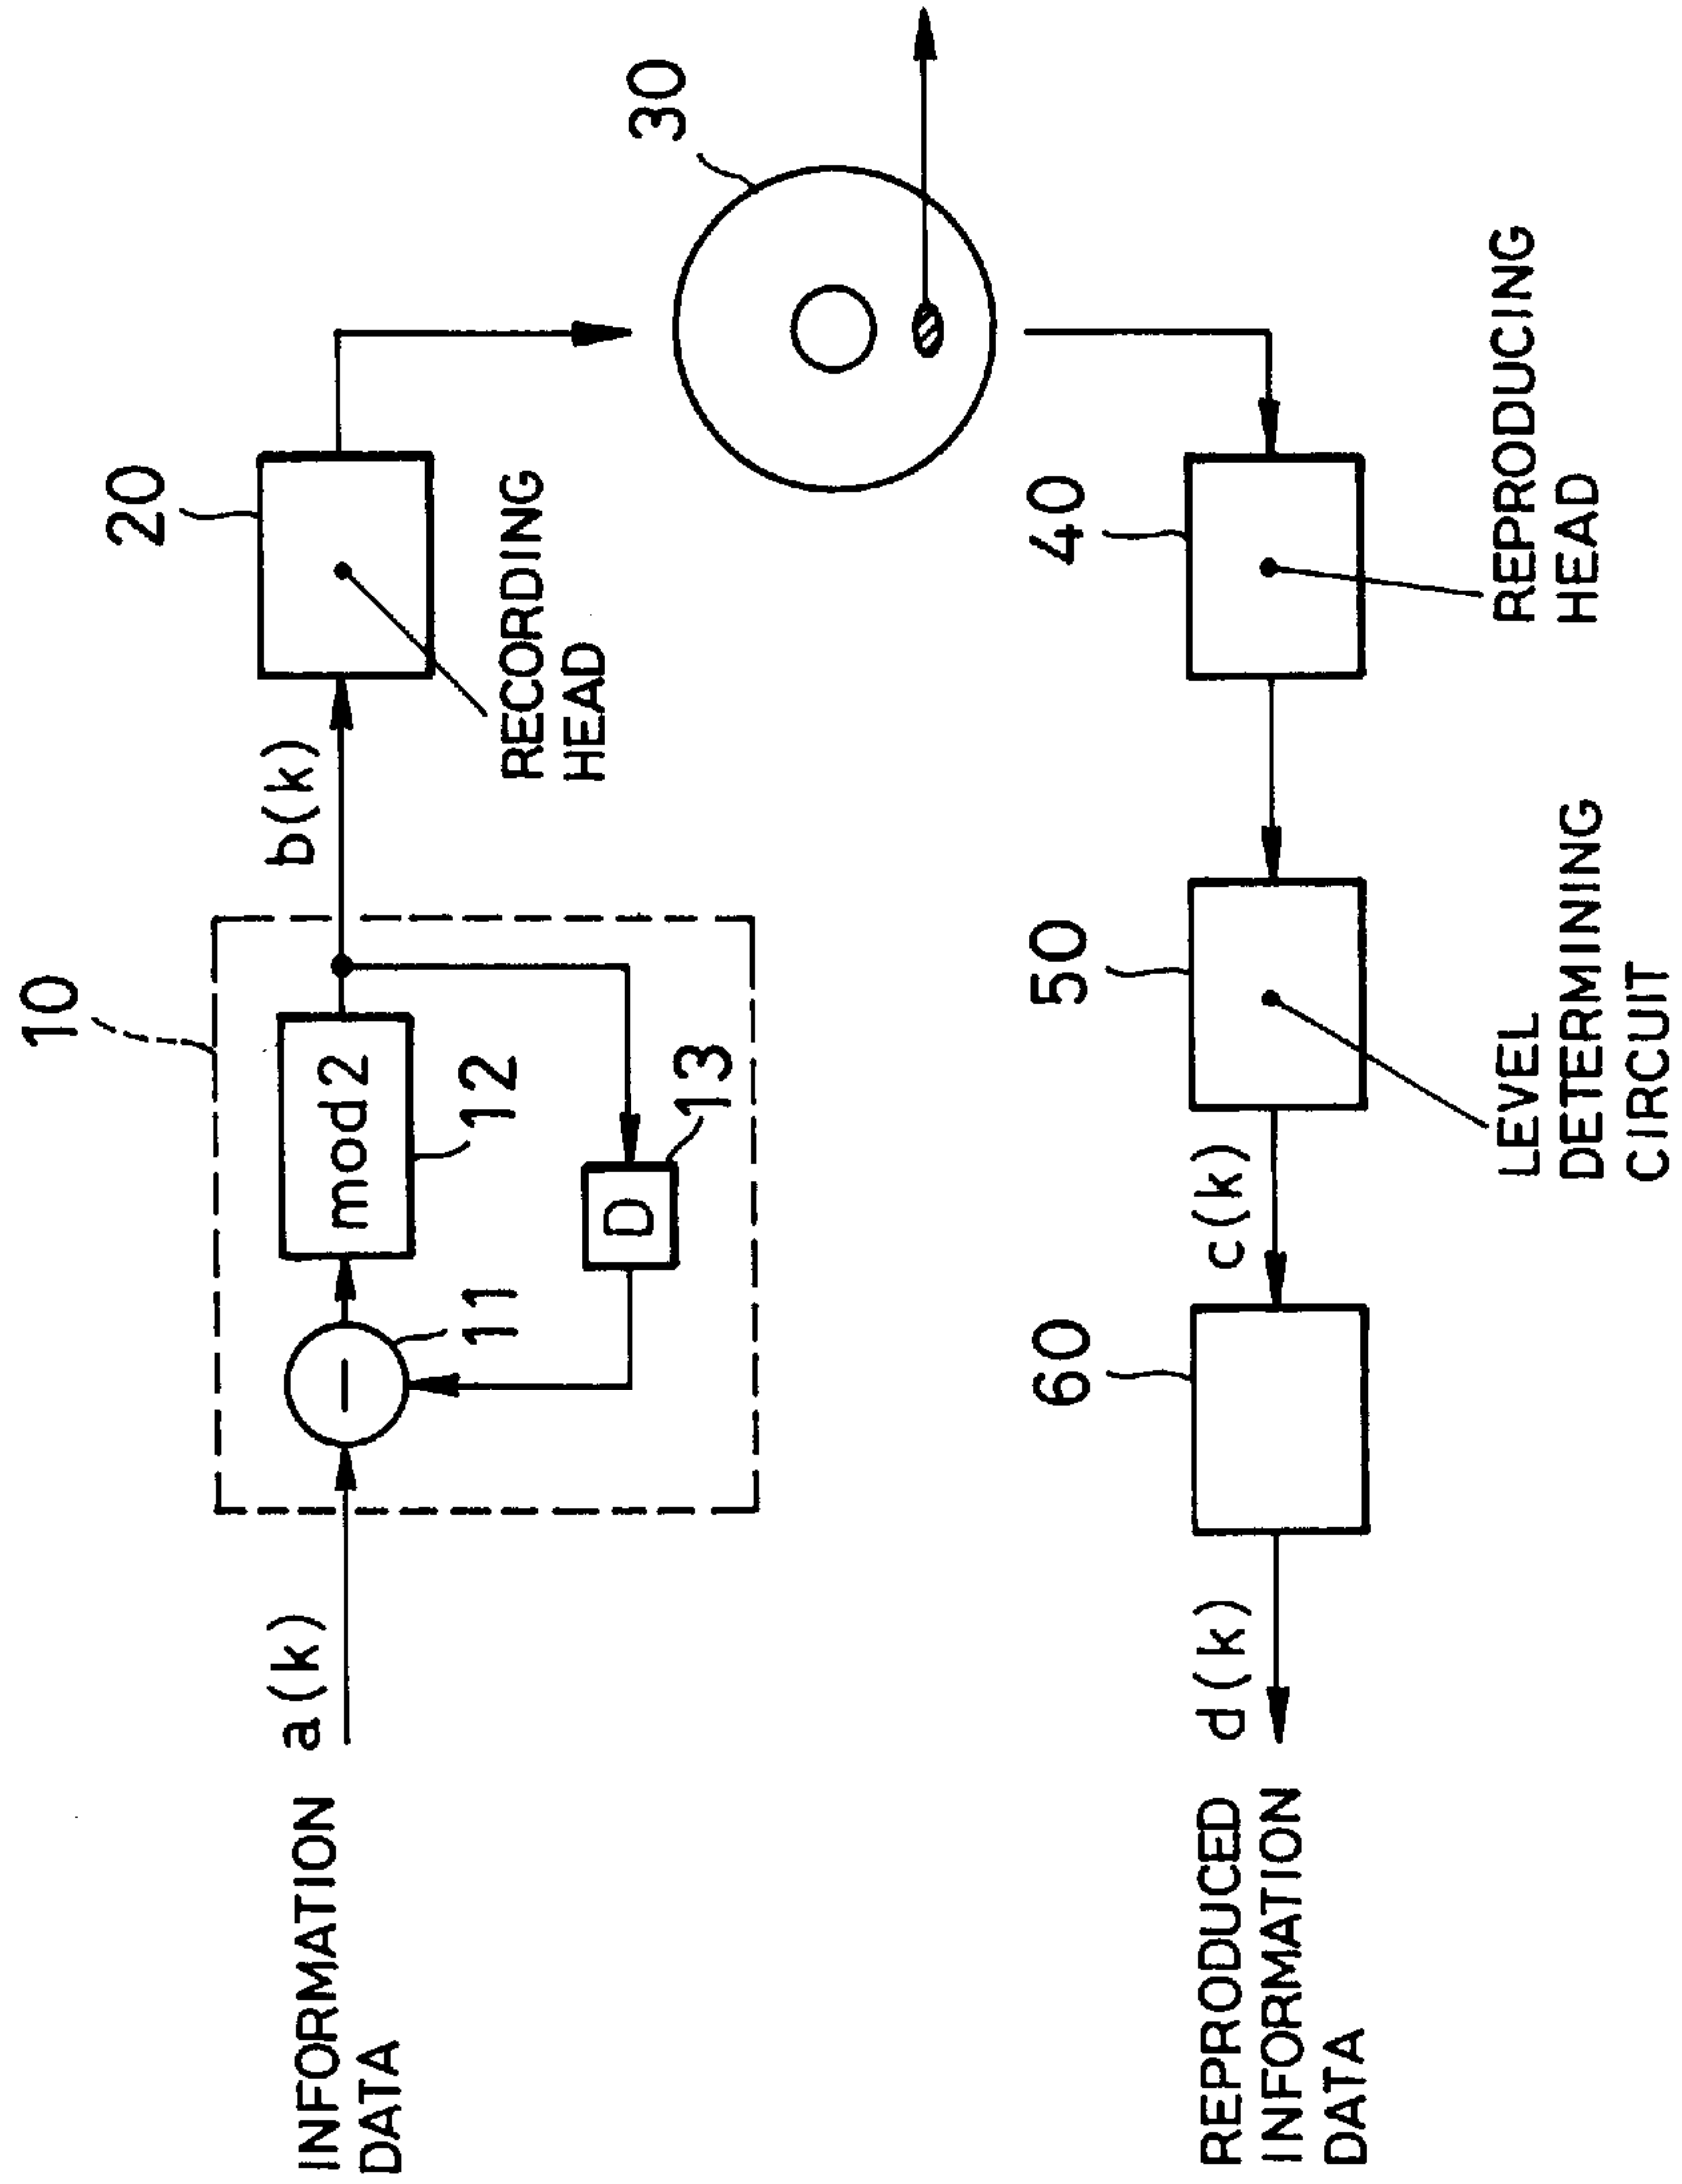 10
20
30
INFORMATION
DATA
a(k)
−
mod2
b(k)
11
12
D
13
RECORDING
HEAD
60
50
40
REPRODUCED
INFORMATION
DATA
d(k)
c(k)
LEVEL
DETERMINING
CIRCUIT
REPRODUCING
HEAD